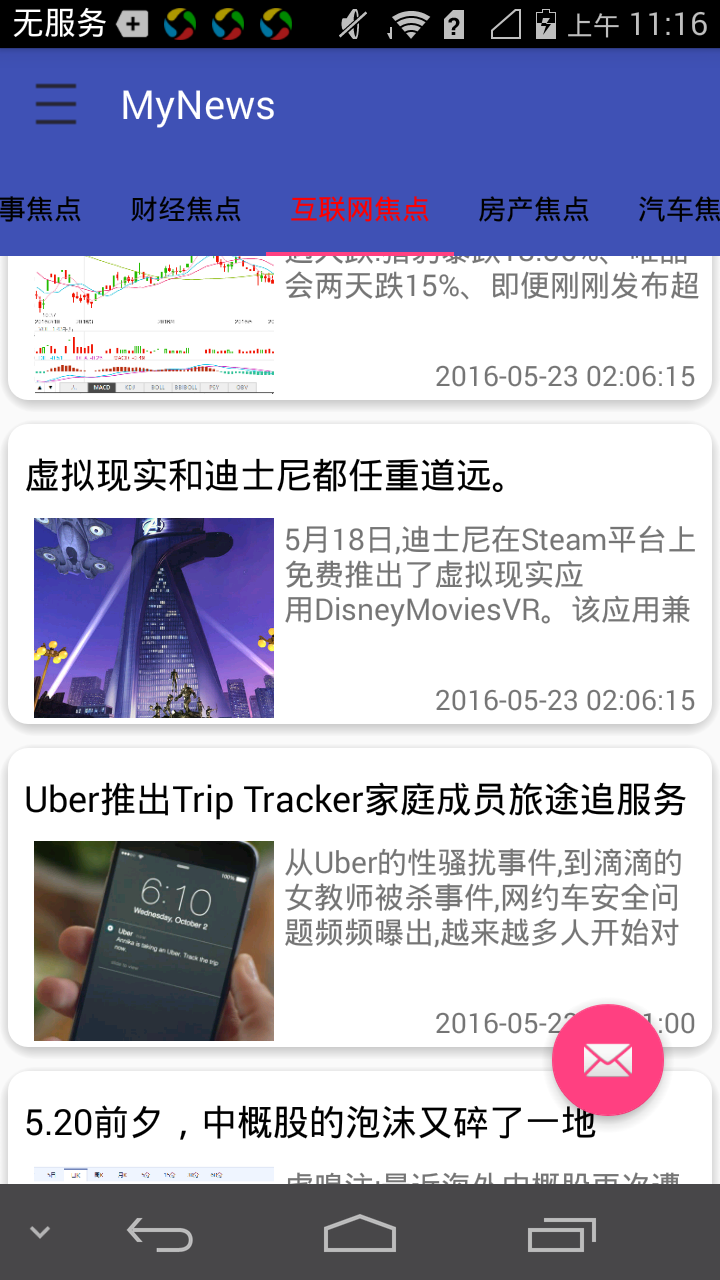 无服务
上午 11:16
MyNews
事焦点 财经焦点 互联网焦点 房产焦点 汽车焦
会两天跌15%、即便刚刚发布超
MACD KDJ BOLL BBIBOLL PSY OBV
2016-05-23 02:06:15
虚拟现实和迪士尼都任重道远。
5月18日,迪士尼在Steam平台上
免费推出了虚拟现实应
用DisneyMoviesVR。该应用兼
2016-05-23 02:06:15
Uber推出Trip Tracker家庭成员旅途追服务
6:10
Wednesday, October 2
100%
Uber
Annika is taking an Uber. Track the trip
now.
从Uber的性骚扰事件,到滴滴的
女教师被杀事件,网约车安全问
题频频曝出,越来越多人开始对
2016-05-2 1:00
5.20前夕，中概股的泡沫又碎了一地